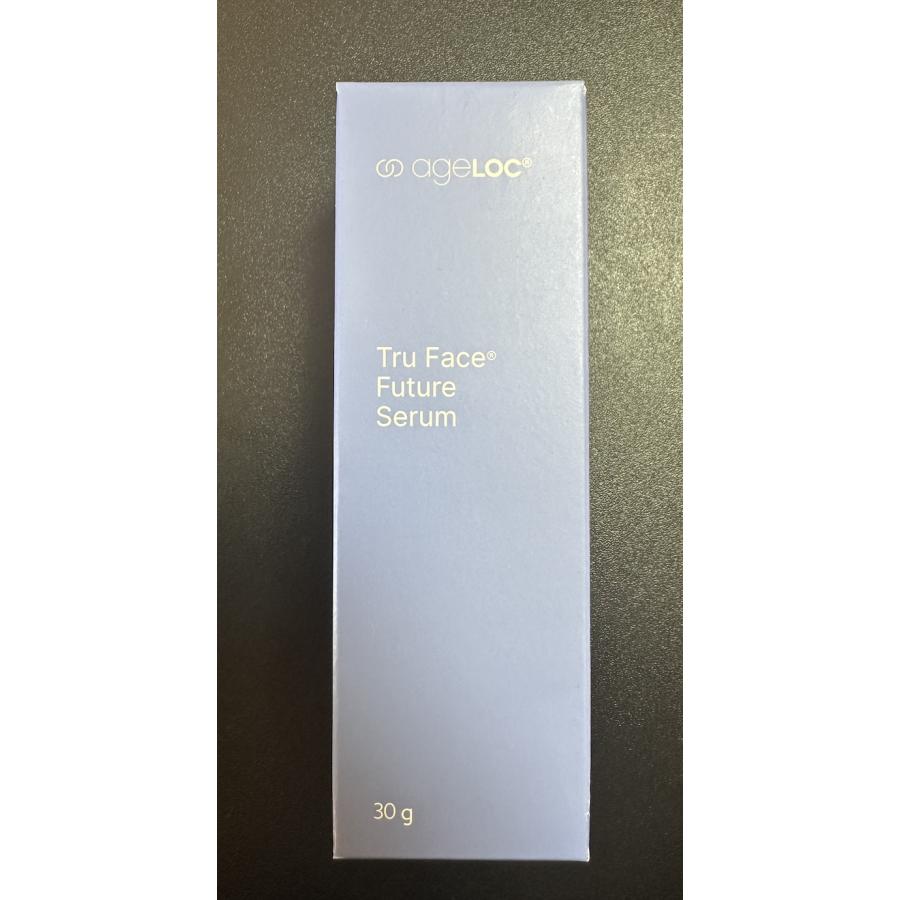 ageLOC®
Tru Face®
Future
Serum
30 g